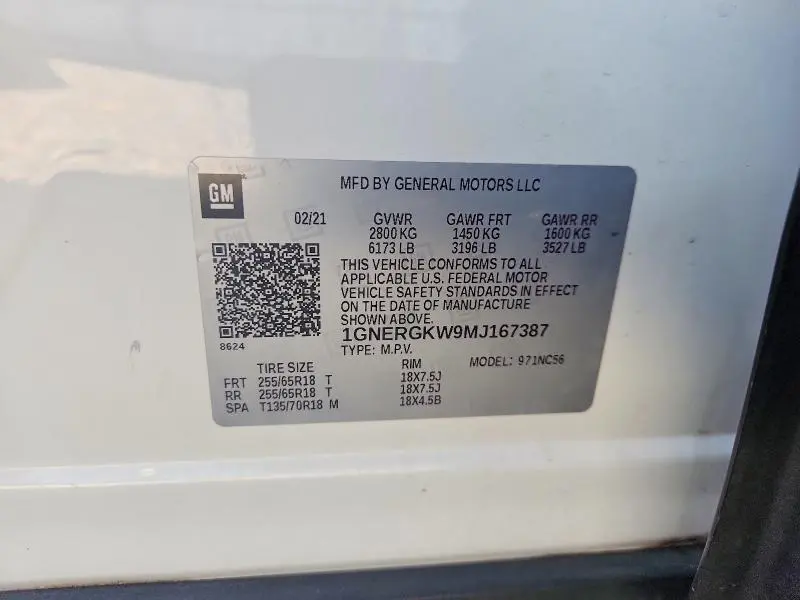 GM
MFD BY GENERAL MOTORS LLC
02/21 GVWR GAWR FRT GAWR RR
2800 KG 1450 KG 1600 KG
6173 LB 3196 LB 3527 LB
THIS VEHICLE CONFORMS TO ALL
APPLICABLE U.S. FEDERAL MOTOR
VEHICLE SAFETY STANDARDS IN EFFECT
ON THE DATE OF MANUFACTURE
SHOWN ABOVE.
1GNERGKW9MJ167387
8624
TYPE: M.P.V.
TIRE SIZE RIM MODEL: 971NC56
FRT 255/65R18 T 18X7.5J
RR 255/65R18 T 18X7.5J
SPA T135/70R18 M 18X4.5B